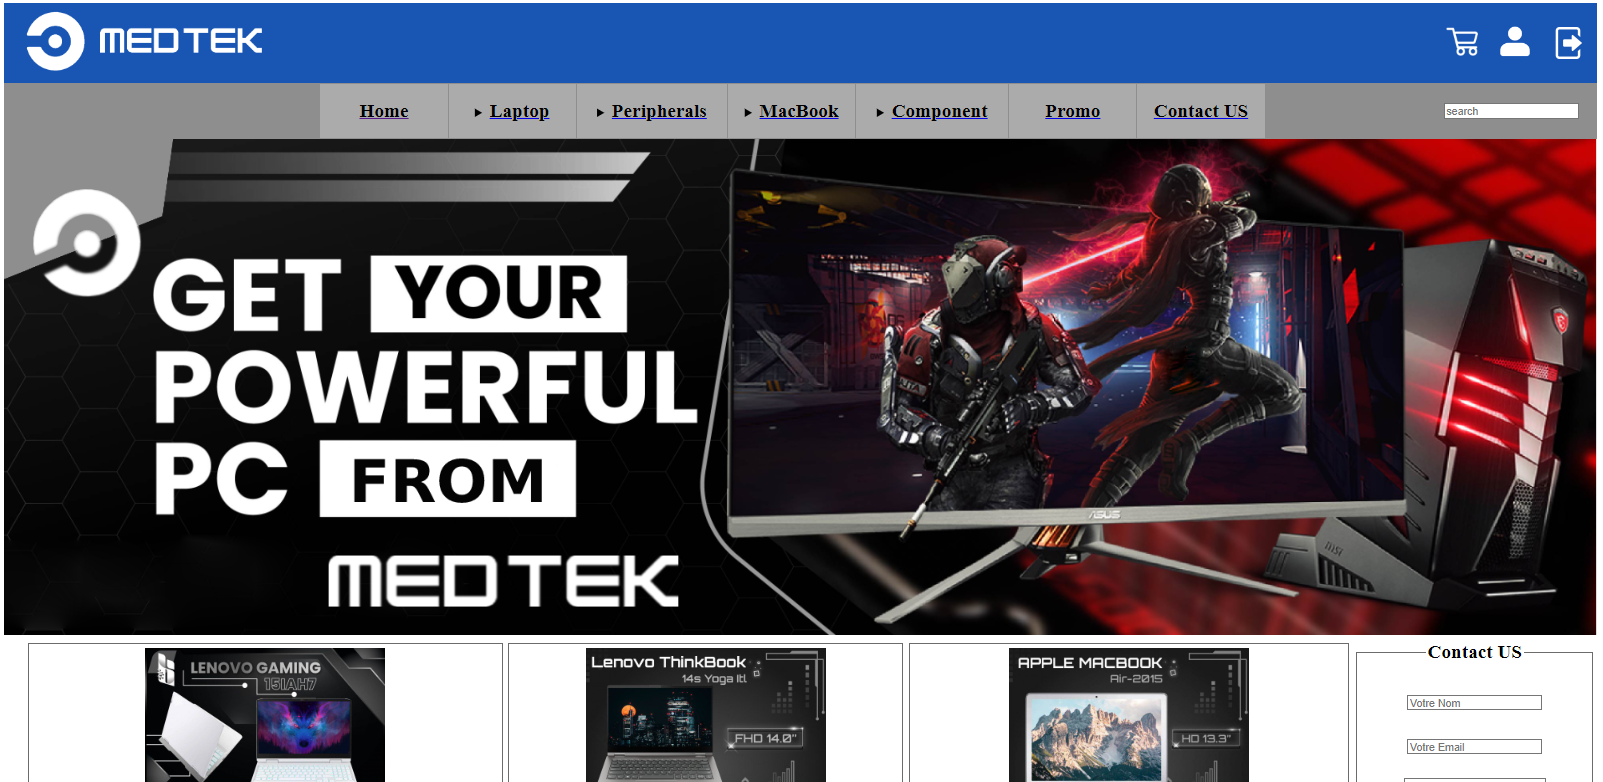 MEDTEK
Home
Laptop
Peripherals
MacBook
Component
Promo
Contact US
search
GET YOUR
POWERFUL
PC FROM
MEDTEK
ASUS
msi
LENOVO GAMING
15IAH7
Lenovo ThinkBook
14s Yoga Itl
FHD 14.0"
APPLE MACBOOK
Air-2015
HD 13.3"
Contact US
Votre Nom
Votre Email